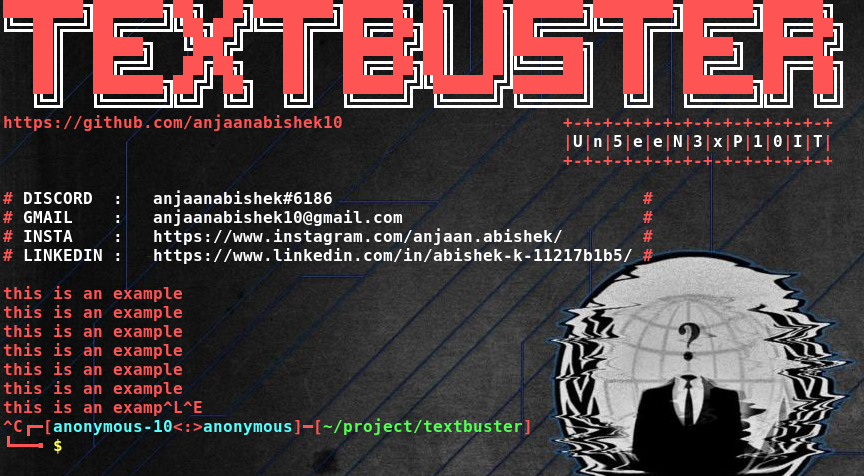 TEXTBUSTER
https://github.com/anjaanabishek10
+-+-+-+-+-+-+-+-+-+-+-+-+-+
|U|n|5|e|e|N|3|x|P|1|0|I|T|
+-+-+-+-+-+-+-+-+-+-+-+-+-+
# DISCORD : anjaanabishek#6186 #
# GMAIL : anjaanabishek10@gmail.com #
# INSTA : https://www.instagram.com/anjaan.abishek/ #
# LINKEDIN : https://www.linkedin.com/in/abishek-k-11217b1b5/ #
this is an example
this is an example
this is an example
this is an example
this is an example
this is an example
this is an examp^L^E
^C┌─[anonymous-10<:>anonymous]─[~/project/textbuster]
└──╼ $
?